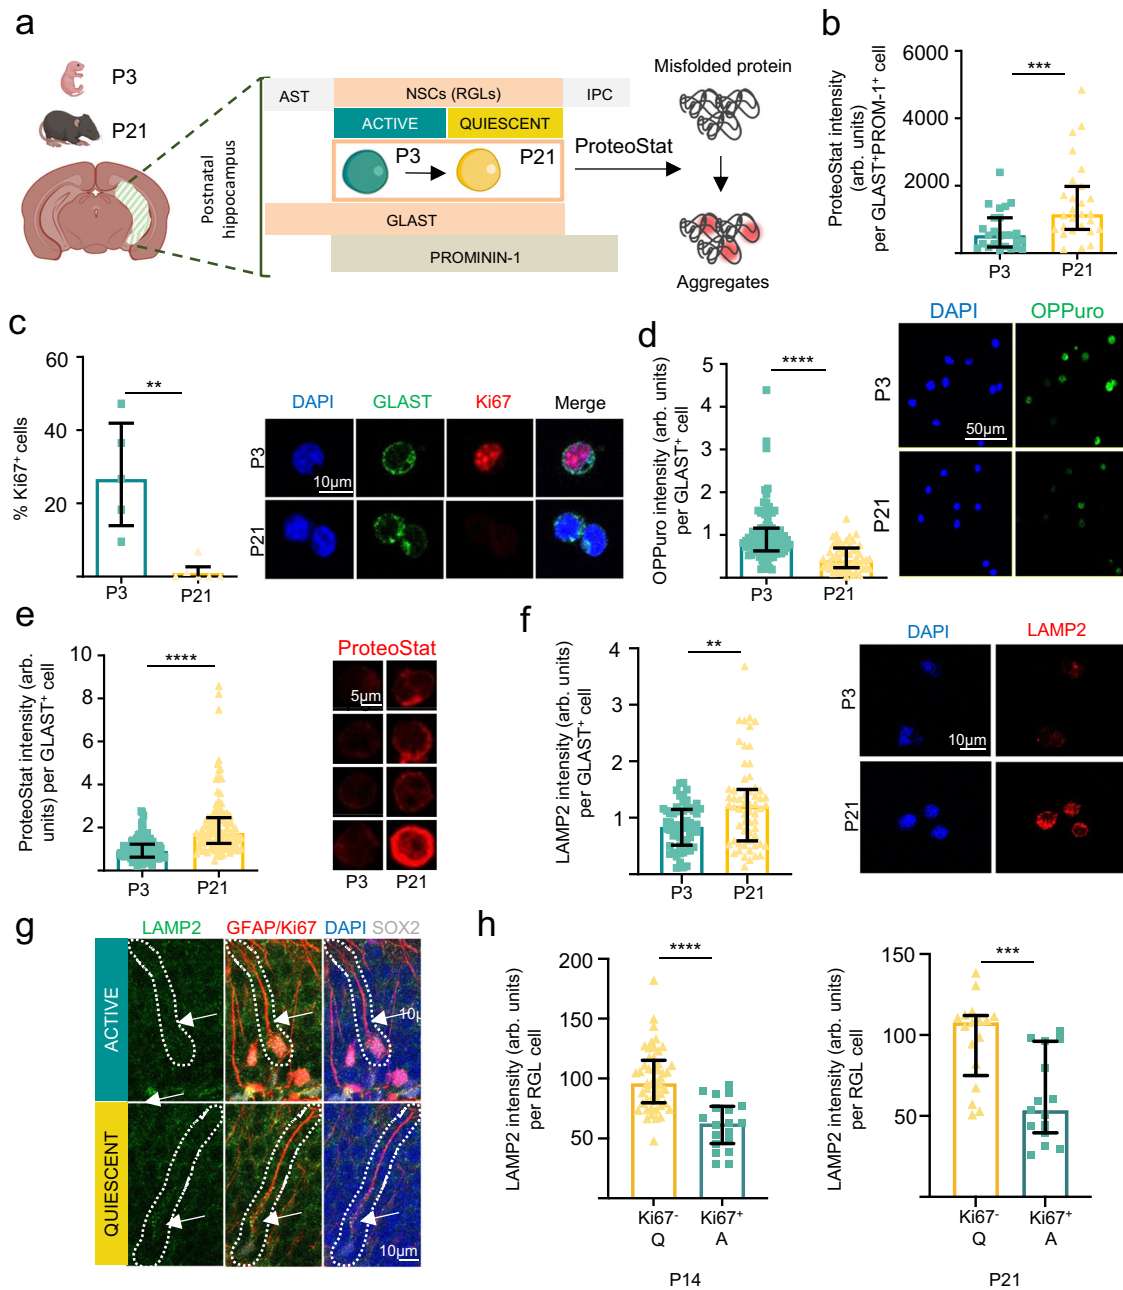 a
P3
P21
Postnatal
hippocampus
AST
NSCs (RGLs)
IPC
ACTIVE
QUIESCENT
P3
P21
GLAST
PROMININ-1
ProteoStat
Misfolded protein
Aggregates
b
ProteoStat intensity
(arb. units)
per GLAST⁺PROM-1⁺ cell
6000
4000
2000
***
P3
P21
c
% Ki67⁺ cells
60
40
20
**
P3
P21
DAPI
GLAST
Ki67
Merge
P3
10µm
P21
d
OPPuro intensity (arb. units)
per GLAST⁺ cell
5
4
3
2
1
0
****
P3
P21
DAPI
OPPuro
P3
50µm
P21
e
ProteoStat intensity (arb.
units) per GLAST⁺ cell
10
8
6
4
2
****
P3
P21
ProteoStat
5µm
P3
P21
f
LAMP2 intensity (arb. units)
per GLAST⁺ cell
4
3
2
1
**
P3
P21
DAPI
LAMP2
P3
10µm
P21
g
LAMP2
GFAP/Ki67
DAPI SOX2
ACTIVE
10µ
QUIESCENT
10µm
h
LAMP2 intensity (arb. units)
per RGL cell
200
150
100
50
****
Ki67⁻
Q
Ki67⁺
A
P14
LAMP2 intensity (arb. units)
per RGL cell
150
100
50
***
Ki67⁻
Q
Ki67⁺
A
P21